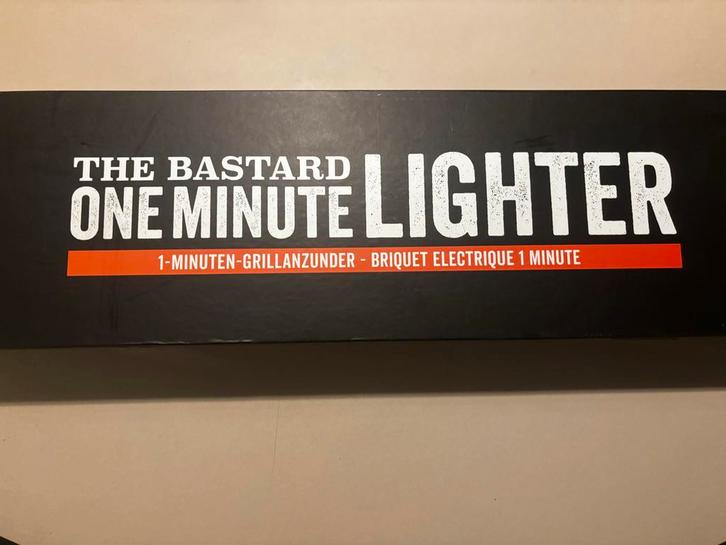 THE BASTARD
ONE MINUTE LIGHTER
1-MINUTEN-GRILLANZUNDER - BRIQUET ELECTRIQUE 1 MINUTE